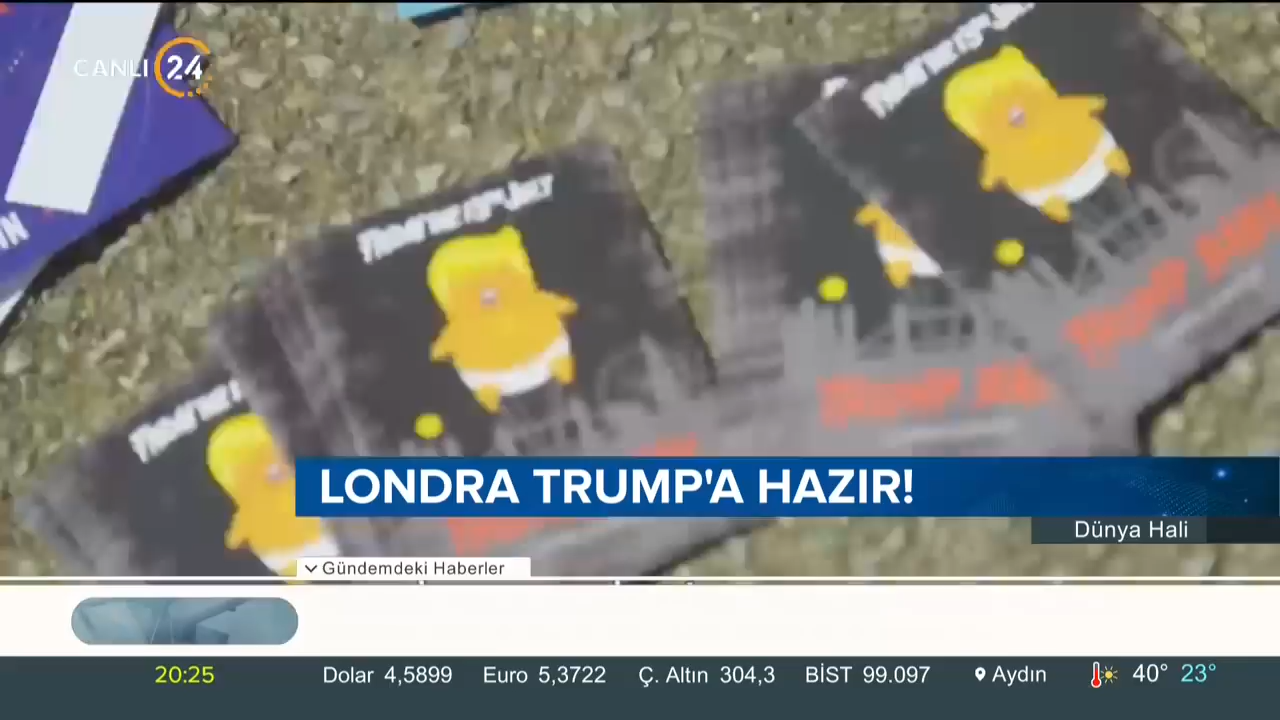 CANLI 24
LONDRA TRUMP'A HAZIR!
Dünya Hali
Gündemdeki Haberler
20:25 Dolar 4,5899 Euro 5,3722 Ç. Altın 304,3 BİST 99.097 Aydın 40° 23°